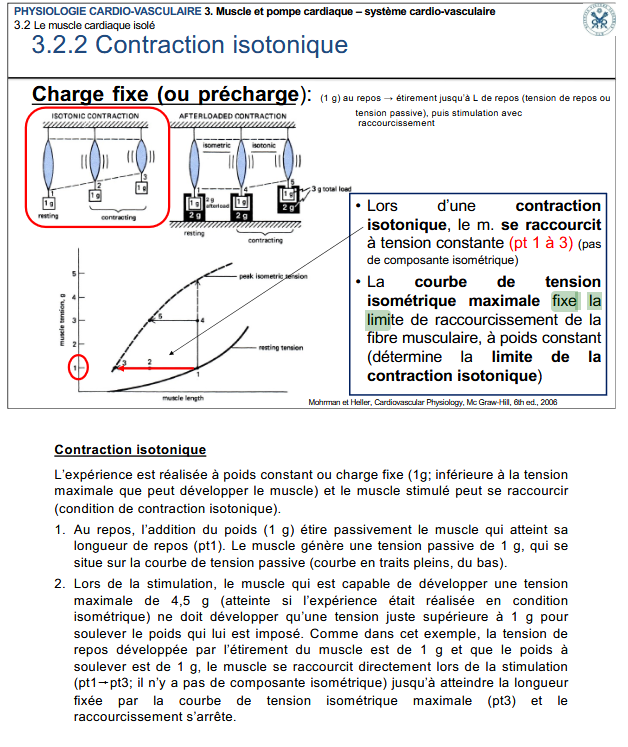 PHYSIOLOGIE CARDIO-VASCULAIRE 3. Muscle et pompe cardiaque – système cardio-vasculaire
3.2 Le muscle cardiaque isolé
3.2.2 Contraction isotonique
Charge fixe (ou précharge): (1 g) au repos → étirement jusqu'à L de repos (tension de repos ou
tension passive), puis stimulation avec
raccourcissement
ISOTONIC CONTRACTION
AFTERLOADED CONTRACTION
isometric
isotonic
1
2
3
1 g
1 g
1 g
resting
contracting
1
4
5
1 g
2 g
afterload
2 g
1 g
2 g
1 g
2 g
3 g total load
resting
contracting
muscle tension, g
5
4
3
2
1
peak isometric tension
resting tension
5
4
3
2
1
muscle length
• Lors d'une contraction
isotonique, le m. se raccourcit
à tension constante (pt 1 à 3) (pas
de composante isométrique)
• La courbe de tension
isométrique maximale fixe la
limite de raccourcissement de la
fibre musculaire, à poids constant
(détermine la limite de la
contraction isotonique)
Mohrman et Heller, Cardiovascular Physiology, Mc Graw-Hill, 6th ed., 2006
Contraction isotonique
L'expérience est réalisée à poids constant ou charge fixe (1g; inférieure à la tension
maximale que peut développer le muscle) et le muscle stimulé peut se raccourcir
(condition de contraction isotonique).
1. Au repos, l'addition du poids (1 g) étire passivement le muscle qui atteint sa
longueur de repos (pt1). Le muscle génère une tension passive de 1 g, qui se
situe sur la courbe de tension passive (courbe en traits pleins, du bas).
2. Lors de la stimulation, le muscle qui est capable de développer une tension
maximale de 4,5 g (atteinte si l'expérience était réalisée en condition
isométrique) ne doit développer qu'une tension juste supérieure à 1 g pour
soulever le poids qui lui est imposé. Comme dans cet exemple, la tension de
repos développée par l'étirement du muscle est de 1 g et que le poids à
soulever est de 1 g, le muscle se raccourcit directement lors de la stimulation
(pt1→pt3; il n'y a pas de composante isométrique) jusqu'à atteindre la longueur
fixée par la courbe de tension isométrique maximale (pt3) et le
raccourcissement s'arrête.